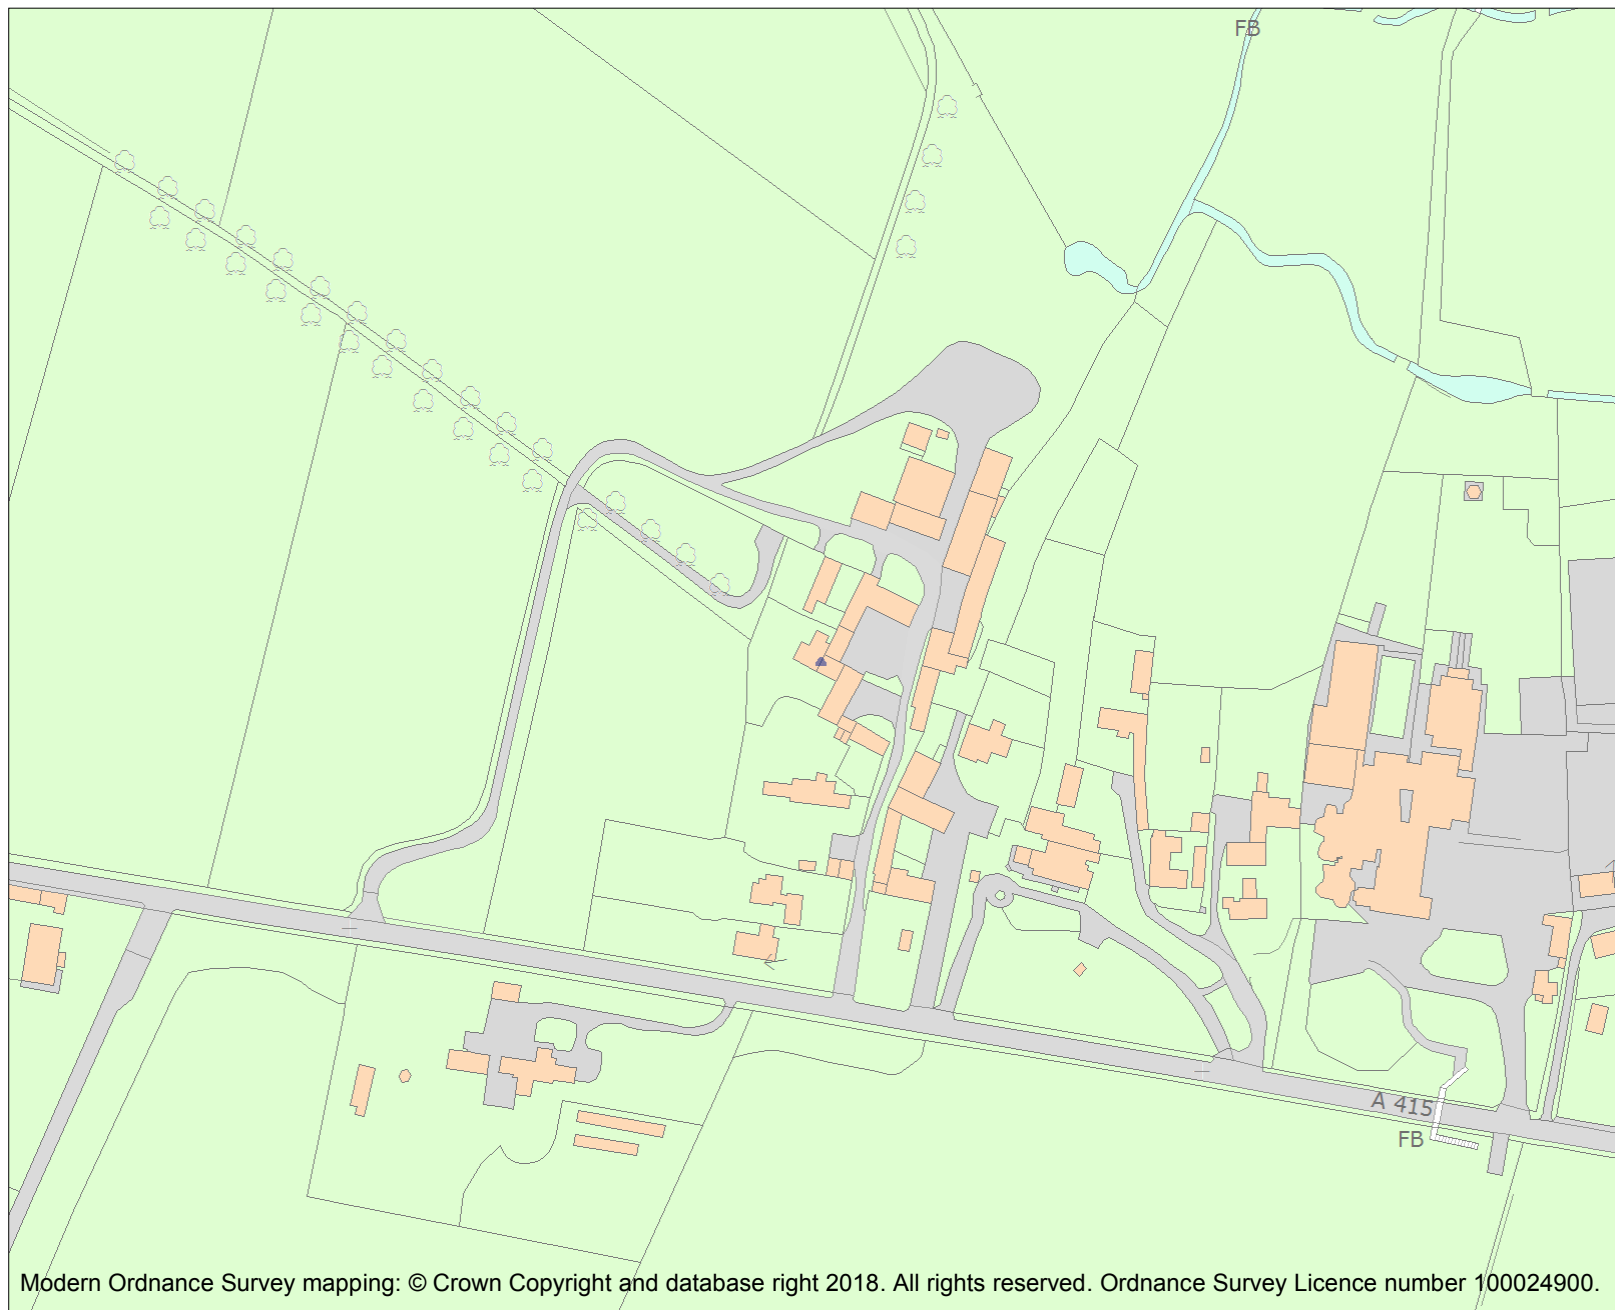 FB
A 415
FB
Modern Ordnance Survey mapping: © Crown Copyright and database right 2018. All rights reserved. Ordnance Survey Licence number 100024900.